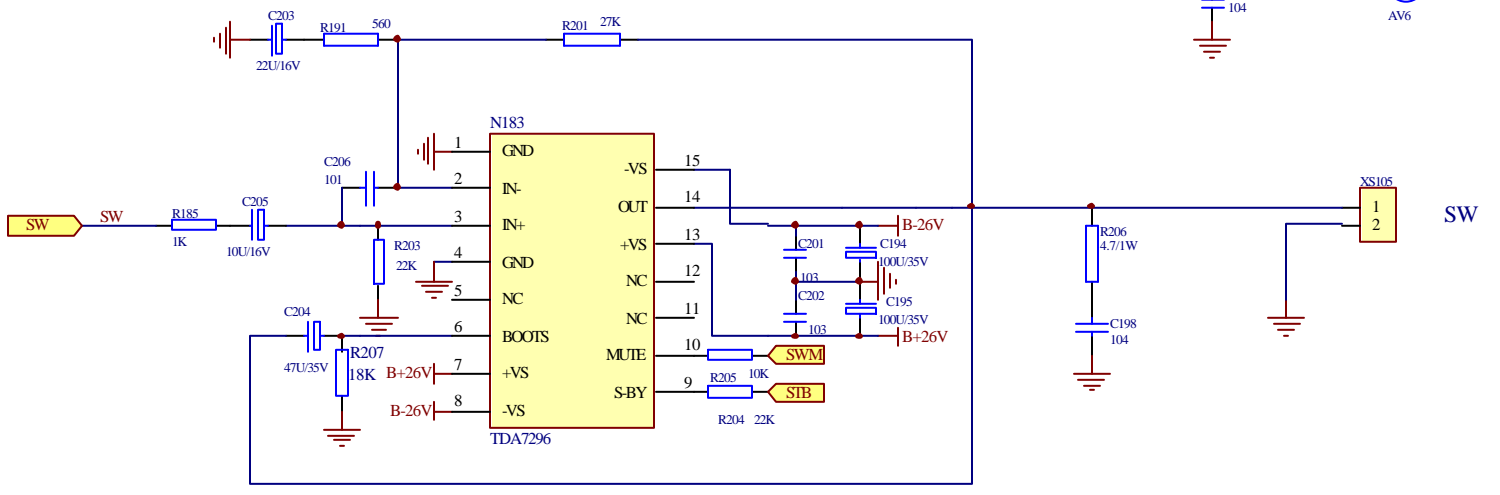 C203
R191
560
22U/16V
R201
27K
104
AV6
N183
1
GND
2
IN-
3
IN+
4
GND
5
NC
6
BOOTS
7
+VS
8
-VS
15
-VS
14
OUT
13
+VS
12
NC
11
NC
10
MUTE
9
S-BY
TDA7296
C206
101
SW
SW
R185
1K
C205
10U/16V
R203
22K
C204
47U/35V
R207
18K
B+26V
B-26V
B-26V
C201
103
C194
100U/35V
C202
103
C195
100U/35V
B+26V
SWM
R205
10K
STB
R204
22K
XS105
1
2
SW
R206
4.7/1W
C198
104